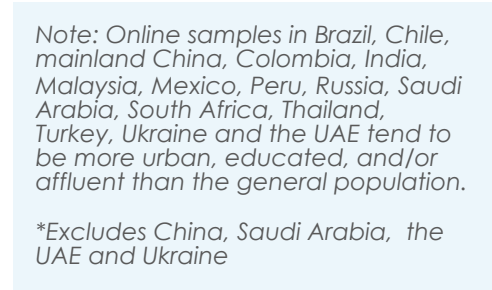 Note: Online samples in Brazil, Chile,
mainland China, Colombia, India,
Malaysia, Mexico, Peru, Russia, Saudi
Arabia, South Africa, Thailand,
Turkey, Ukraine and the UAE tend to
be more urban, educated, and/or
affluent than the general population.
*Excludes China, Saudi Arabia,  the
UAE and Ukraine